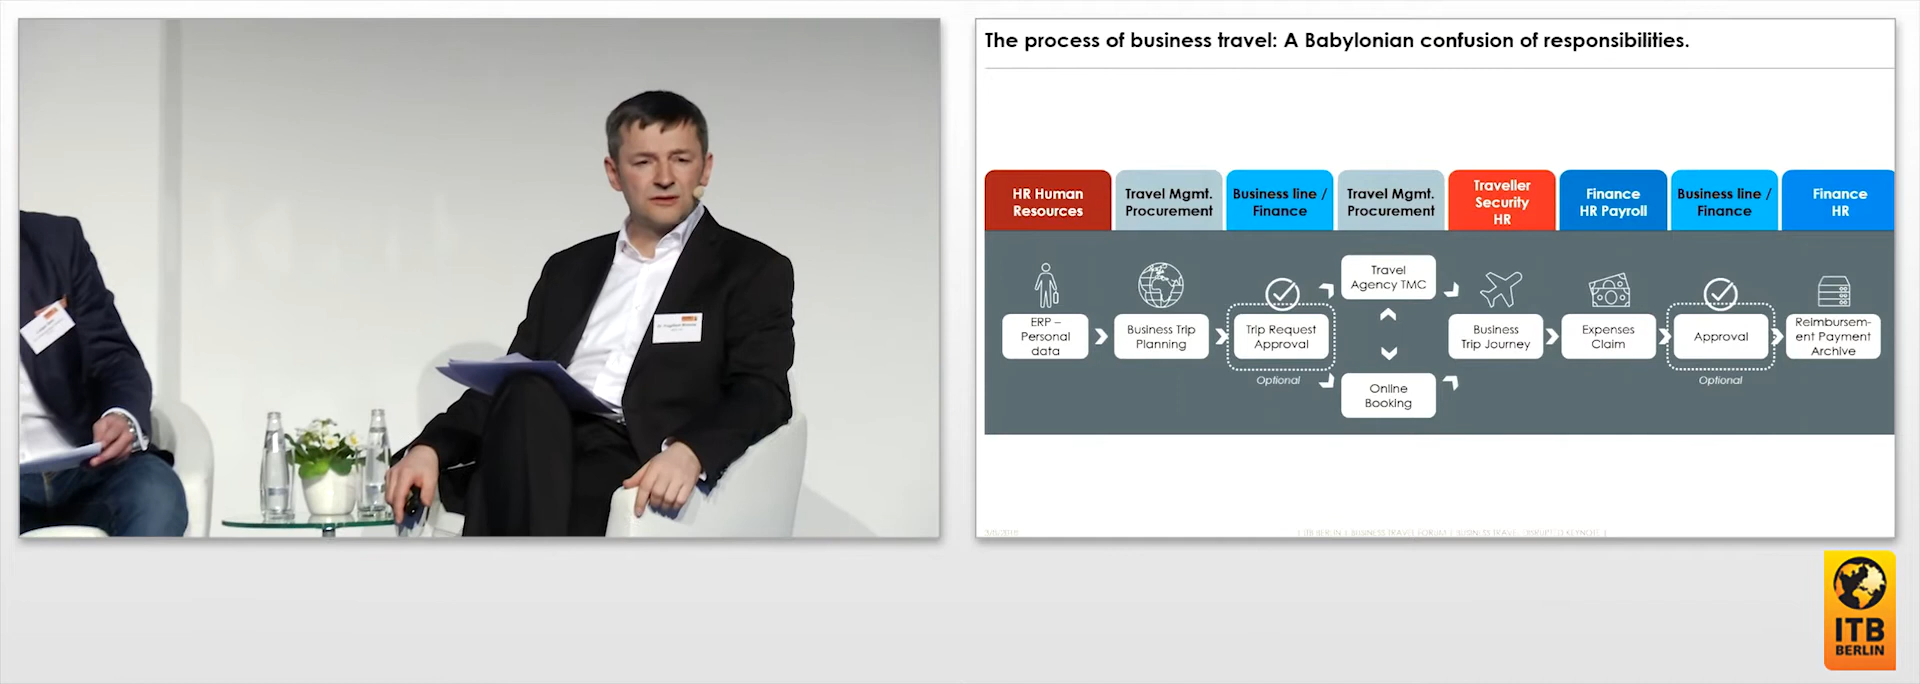 The process of business travel: A Babylonian confusion of responsibilities.
HR Human
Resources
Travel Mgmt.
Procurement
Business line /
Finance
Travel Mgmt.
Procurement
Traveller
Security
HR
Finance
HR Payroll
Business line /
Finance
Finance
HR
ERP –
Personal
data
Business Trip
Planning
Trip Request
Approval
Optional
Travel
Agency TMC
Online
Booking
Business
Trip Journey
Expenses
Claim
Approval
Optional
Reimbursem-
ent Payment
Archive
ITB
BERLIN